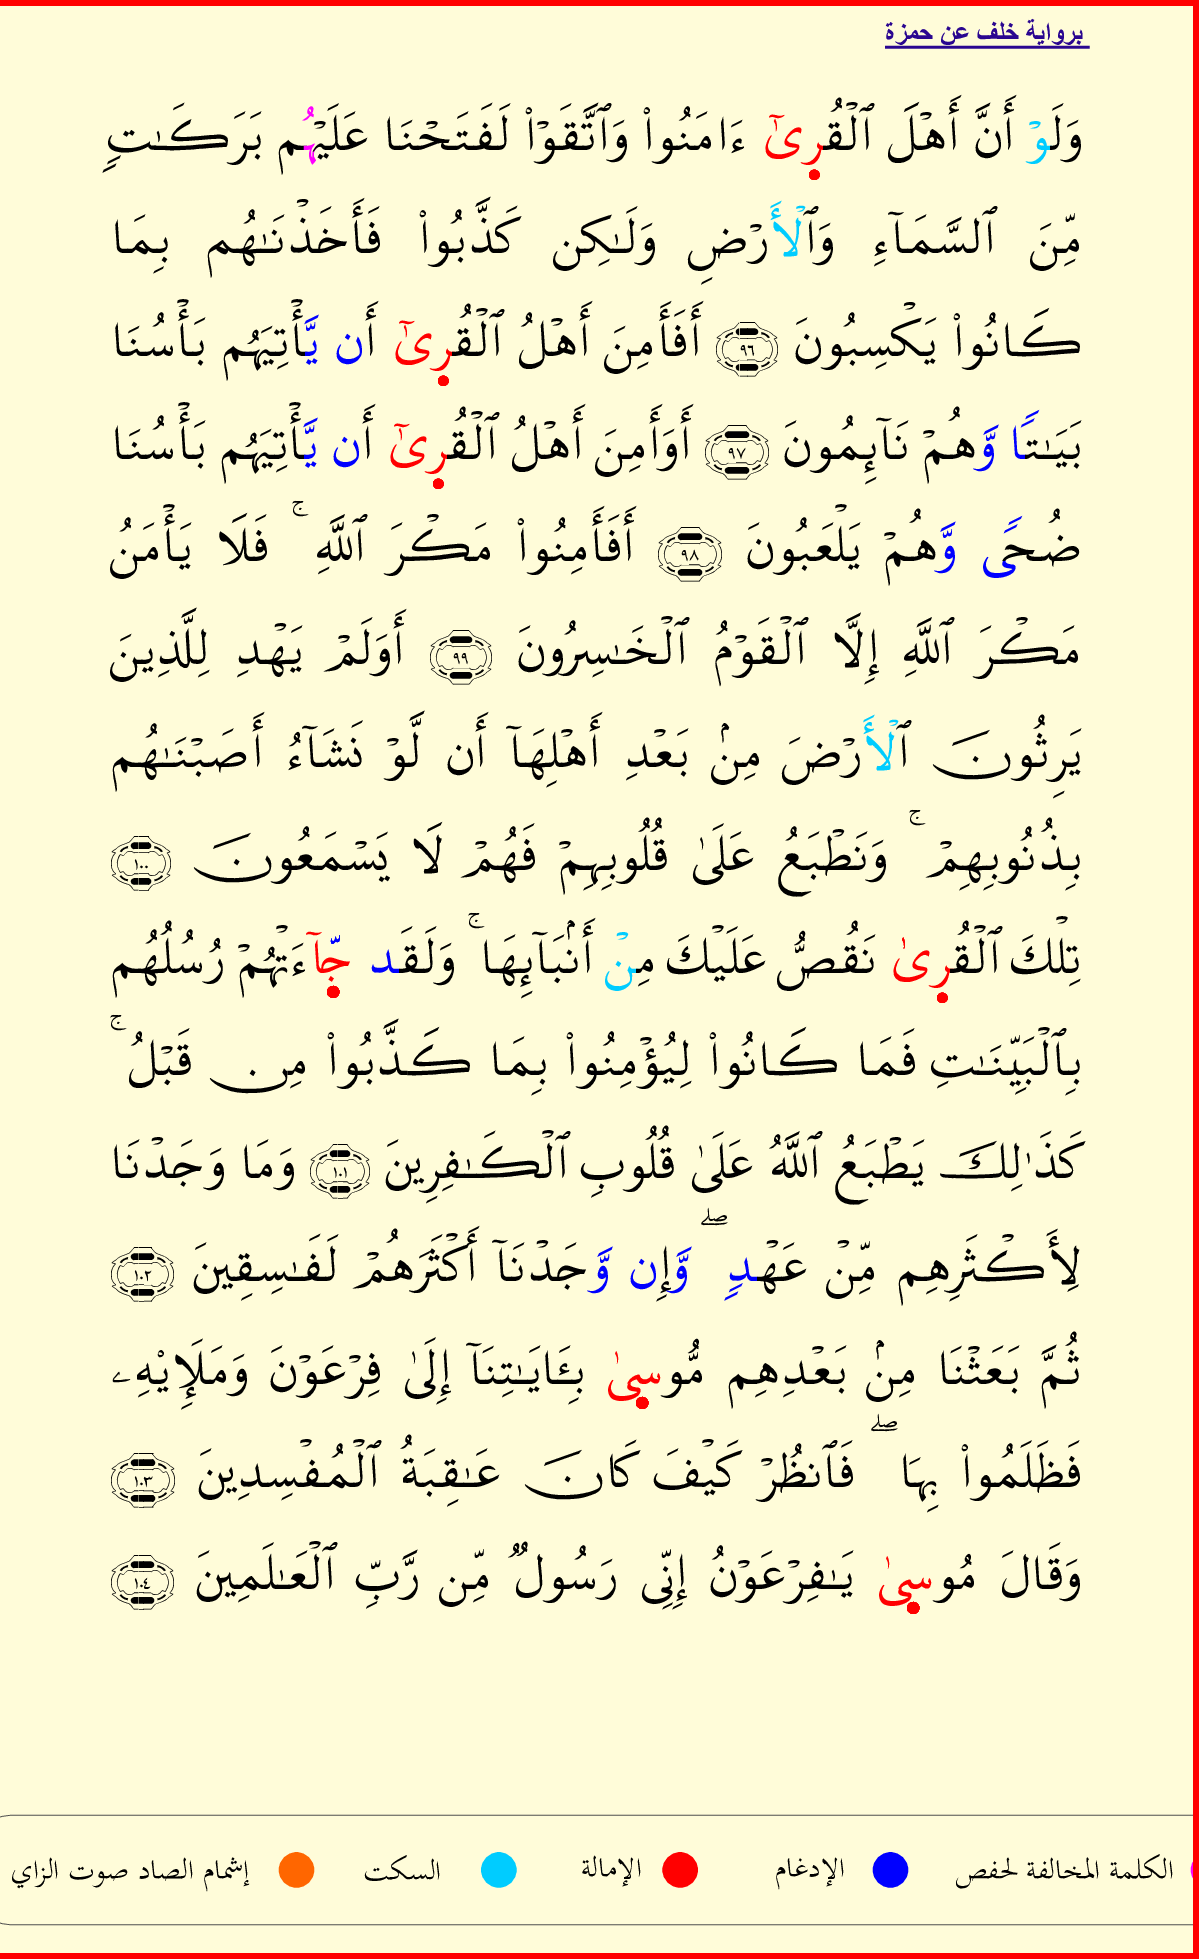 برواية خلف عن حمزة
وَلَوۡ أَنَّ أَهۡلَ ٱلۡقُرِىٰٓ ءَامَنُواْ وَٱتَّقَوۡاْ لَفَتَحۡنَا عَلَيۡهُم بَرَكَٰتٖ
مِّنَ ٱلسَّمَآءِ وَٱلۡأَرۡضِ وَلَٰكِن كَذَّبُواْ فَأَخَذۡنَٰهُم بِمَا
كَانُواْ يَكۡسِبُونَ ٩٦ أَفَأَمِنَ أَهۡلُ ٱلۡقُرِىٰٓ أَن يَّأۡتِيَهُم بَأۡسُنَا
بَيَٰتٗا وَّهُمۡ نَآئِمُونَ ٩٧ أَوَأَمِنَ أَهۡلُ ٱلۡقُرِىٰٓ أَن يَّأۡتِيَهُم بَأۡسُنَا
ضُحٗى وَّهُمۡ يَلۡعَبُونَ ٩٨ أَفَأَمِنُواْ مَكۡرَ ٱللَّهِۚ فَلَا يَأۡمَنُ
مَكۡرَ ٱللَّهِ إِلَّا ٱلۡقَوۡمُ ٱلۡخَٰسِرُونَ ٩٩ أَوَلَمۡ يَهۡدِ لِلَّذِينَ
يَرِثُونَ ٱلۡأَرۡضَ مِنۢ بَعۡدِ أَهۡلِهَآ أَن لَّوۡ نَشَآءُ أَصَبۡنَٰهُم
بِذُنُوبِهِمۡۚ وَنَطۡبَعُ عَلَىٰ قُلُوبِهِمۡ فَهُمۡ لَا يَسۡمَعُونَ ١٠٠
تِلۡكَ ٱلۡقُرِىٰ نَقُصُّ عَلَيۡكَ مِنۡ أَنۢبَآئِهَاۚ وَلَقَد جِّآءَتۡهُمۡ رُسُلُهُم
بِٱلۡبَيِّنَٰتِ فَمَا كَانُواْ لِيُؤۡمِنُواْ بِمَا كَذَّبُواْ مِن قَبۡلُۚ
كَذَٰلِكَ يَطۡبَعُ ٱللَّهُ عَلَىٰ قُلُوبِ ٱلۡكَٰفِرِينَ ١٠١ وَمَا وَجَدۡنَا
لِأَكۡثَرِهِم مِّنۡ عَهۡدٖۖ وَّإِن وَّجَدۡنَآ أَكۡثَرَهُمۡ لَفَٰسِقِينَ ١٠٢
ثُمَّ بَعَثۡنَا مِنۢ بَعۡدِهِم مُّوسِىٰ بِـَٔايَٰتِنَآ إِلَىٰ فِرۡعَوۡنَ وَمَلَإِيْهِۦ
فَظَلَمُواْ بِهَاۖ فَٱنظُرۡ كَيۡفَ كَانَ عَٰقِبَةُ ٱلۡمُفۡسِدِينَ ١٠٣
وَقَالَ مُوسِىٰ يَٰفِرۡعَوۡنُ إِنِّي رَسُولٞ مِّن رَّبِّ ٱلۡعَٰلَمِينَ ١٠٤
الكلمة المخالفة لحفص الإدغام الإمالة السكت إشمام الصاد صوت الزاي